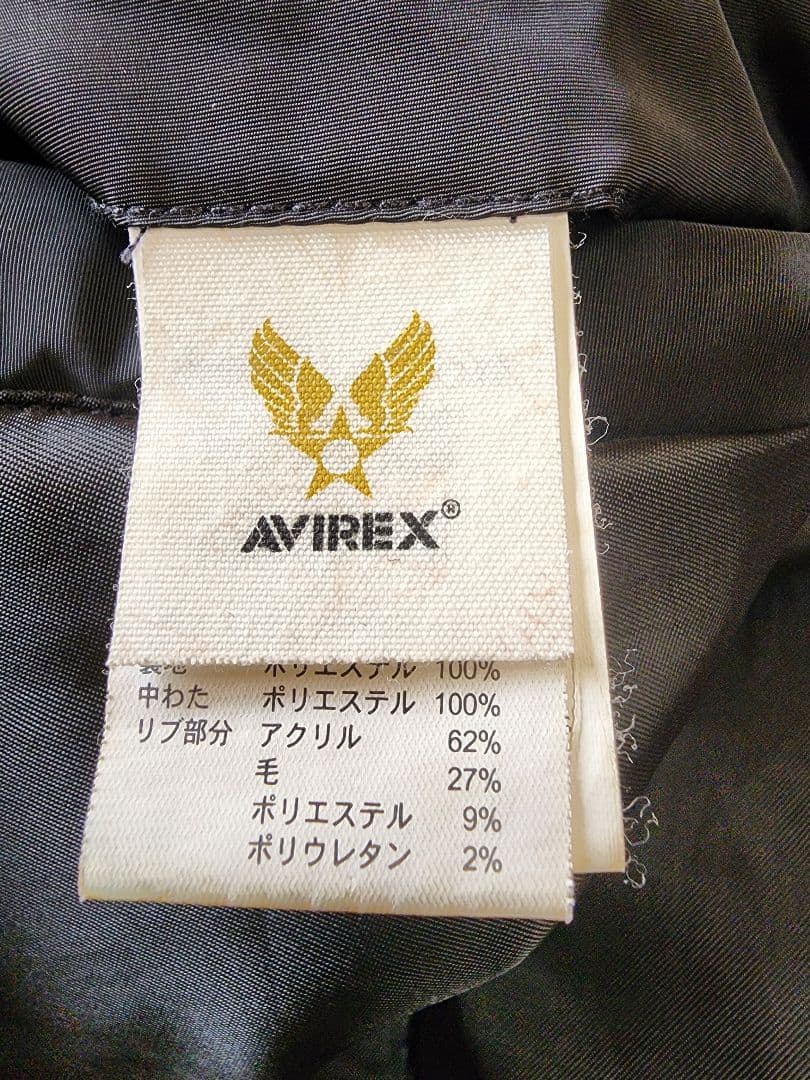 AVIREX®
裏地 ポリエステル 100%
中わた ポリエステル 100%
リブ部分 アクリル 62%
毛 27%
ポリエステル 9%
ポリウレタン 2%